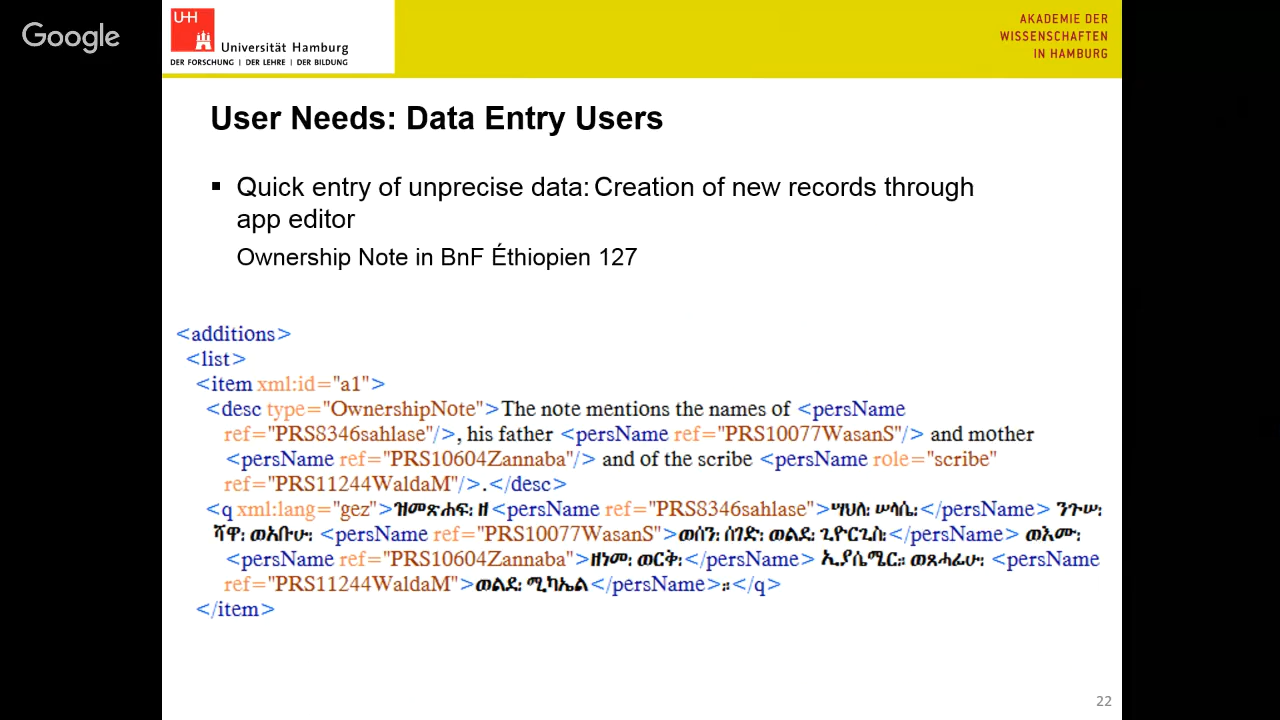 Google
UHH
Universität Hamburg
DER FORSCHUNG | DER LEHRE | DER BILDUNG
AKADEMIE DER
WISSENSCHAFTEN
IN HAMBURG
User Needs: Data Entry Users
▪ Quick entry of unprecise data: Creation of new records through
app editor
Ownership Note in BnF Éthiopien 127
<additions>
<list>
<item xml:id="a1">
<desc type="OwnershipNote">The note mentions the names of <persName
ref="PRS8346sahlase"/>, his father <persName ref="PRS10077WasanS"/> and mother
<persName ref="PRS10604Zannaba"/> and of the scribe <persName role="scribe"
ref="PRS11244WaldaM"/>.</desc>
<q xml:lang="gez">ዝመጽሐፍ፡ ዘ<persName ref="PRS8346sahlase">ሣህለ፡ ሥላሴ፡</persName> ንጉሠ፡
ሻዋ፡ ወአቡሁ፡ <persName ref="PRS10077WasanS">ወሰን፡ ሰገድ፡ ወልደ፡ ጊዮርጊስ፡</persName> ወእሙ፡
<persName ref="PRS10604Zannaba">ዘነመ፡ ወርቅ፡</persName> ኢያሴሜር። ወጸሓፊሁ፡ <persName
ref="PRS11244WaldaM">ወልደ፡ ሚካኤል</persName>።</q>
</item>
22